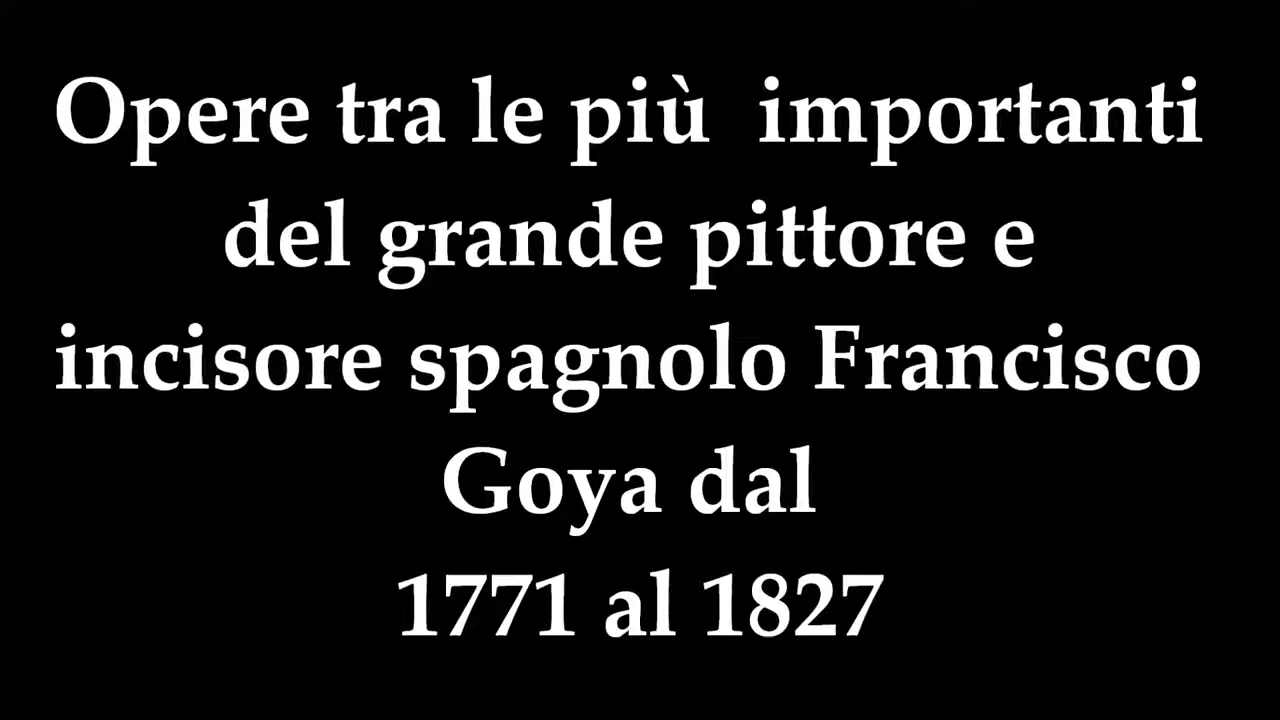 Opere tra le più  importanti
del grande pittore e
incisore spagnolo Francisco
Goya dal
1771 al 1827